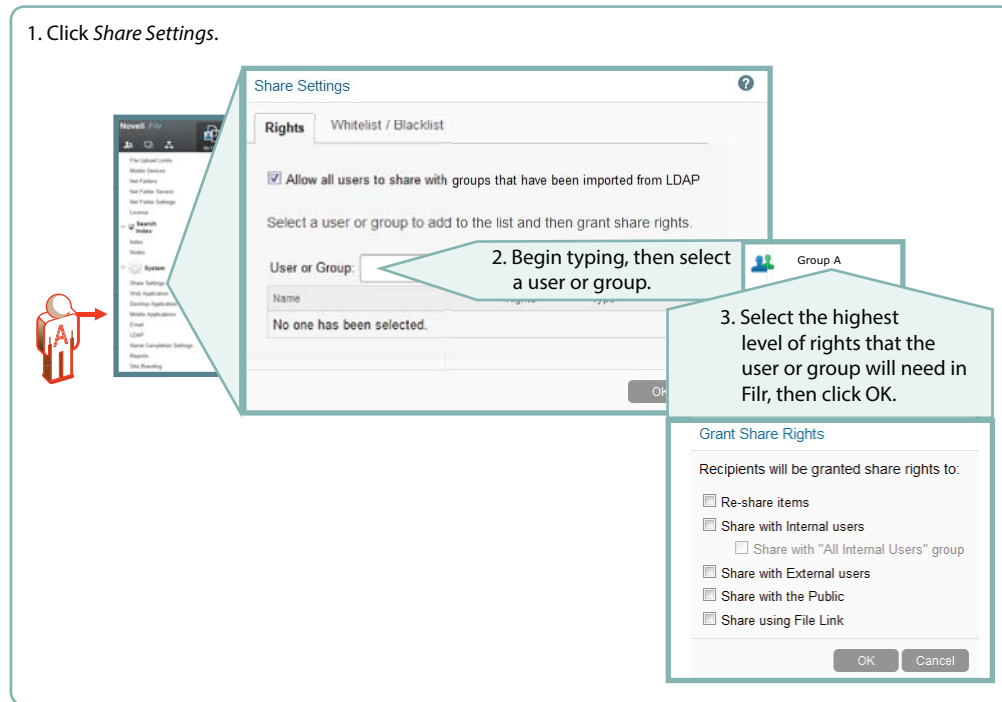 1. Click Share Settings.
Share Settings
?
Rights
Whitelist / Blacklist
Allow all users to share with groups that have been imported from LDAP
Select a user or group to add to the list and then grant share rights.
User or Group:
Name
Type
No one has been selected.
OK
2. Begin typing, then select
a user or group.
Group A
3. Select the highest
level of rights that the
user or group will need in
Filr, then click OK.
Grant Share Rights
Recipients will be granted share rights to:
Re-share items
Share with Internal users
Share with "All Internal Users" group
Share with External users
Share with the Public
Share using File Link
OK
Cancel
Novell Filr
File Upload Limits
Mobile Devices
Net Folders
Net Folder Servers
Net Folder Settings
License
Search
Index
Index
Nodes
System
Share Settings
Web Application
Desktop Application
Mobile Applications
Email
LDAP
Name Completion Settings
Reports
Site Branding
A